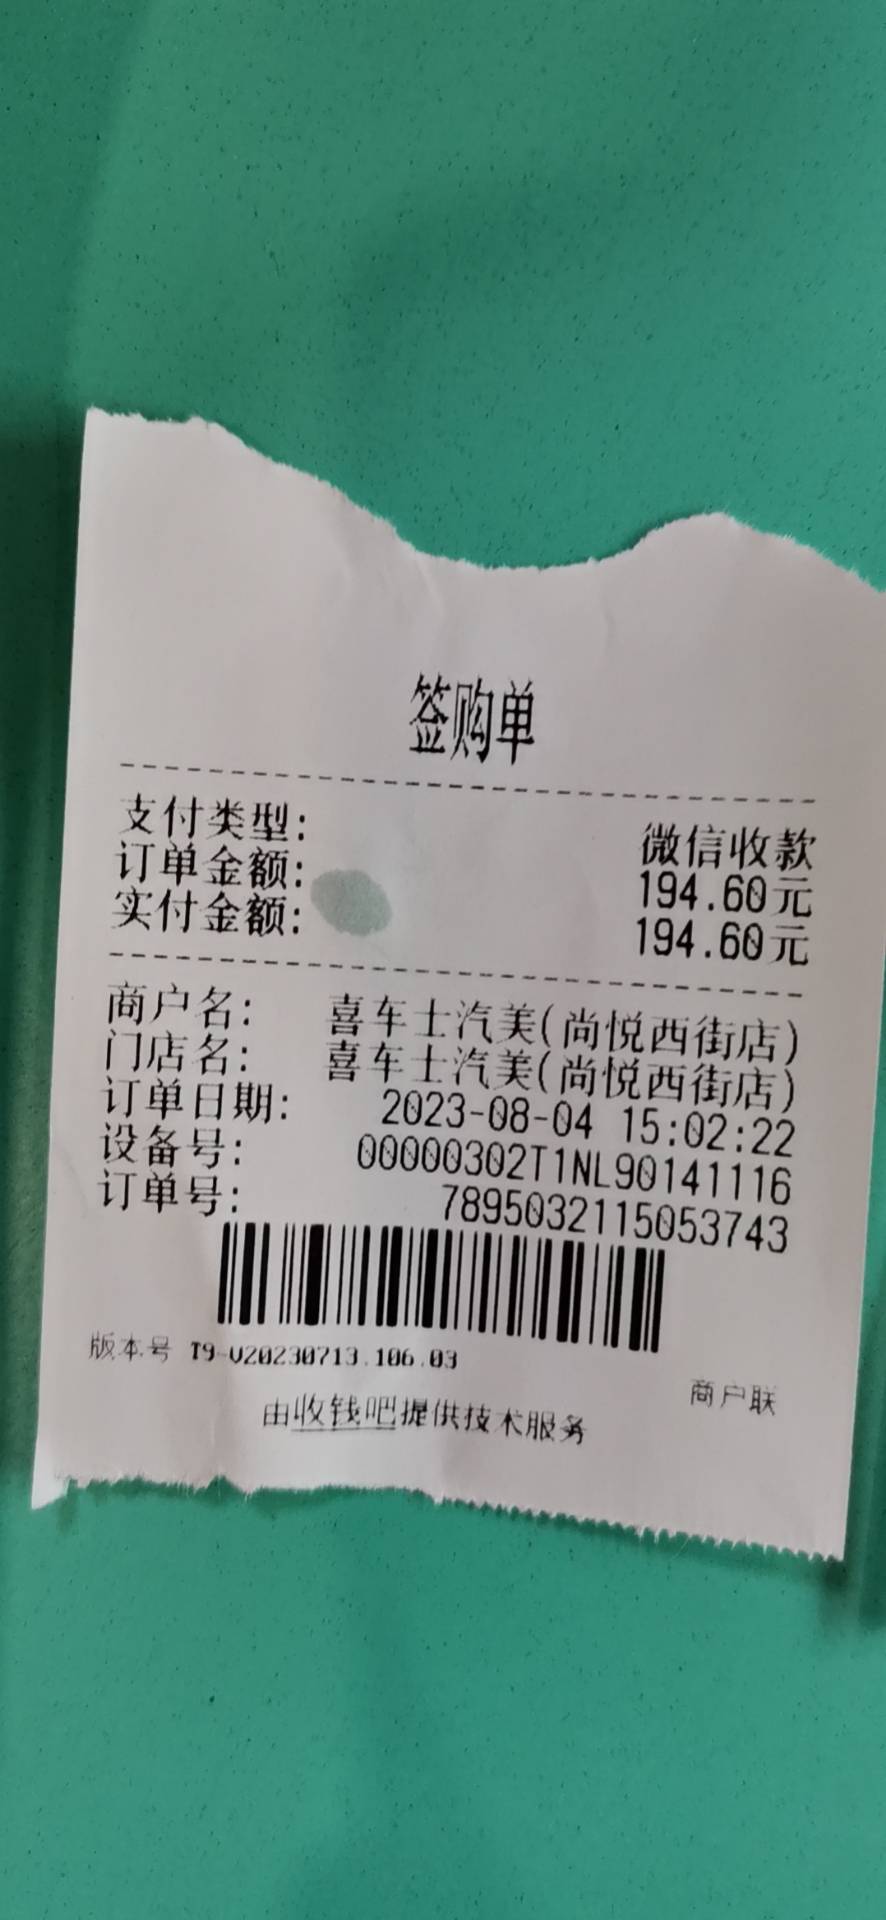 签购单
支付类型: 微信收款
订单金额: 194.60元
实付金额: 194.60元
商户名: 喜车士汽美(尚悦西街店)
门店名: 喜车士汽美(尚悦西街店)
订单日期: 2023-08-04 15:02:22
设备号: 00000302T1NL90141116
订单号: 7895032115053743
版本号 T9-V20230713.106.03
商户联
由收钱吧提供技术服务